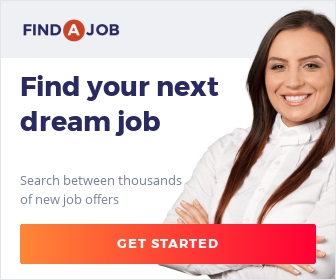 FIND A JOB
Find your next
dream job
Search between thousands
of new job offers
GET STARTED